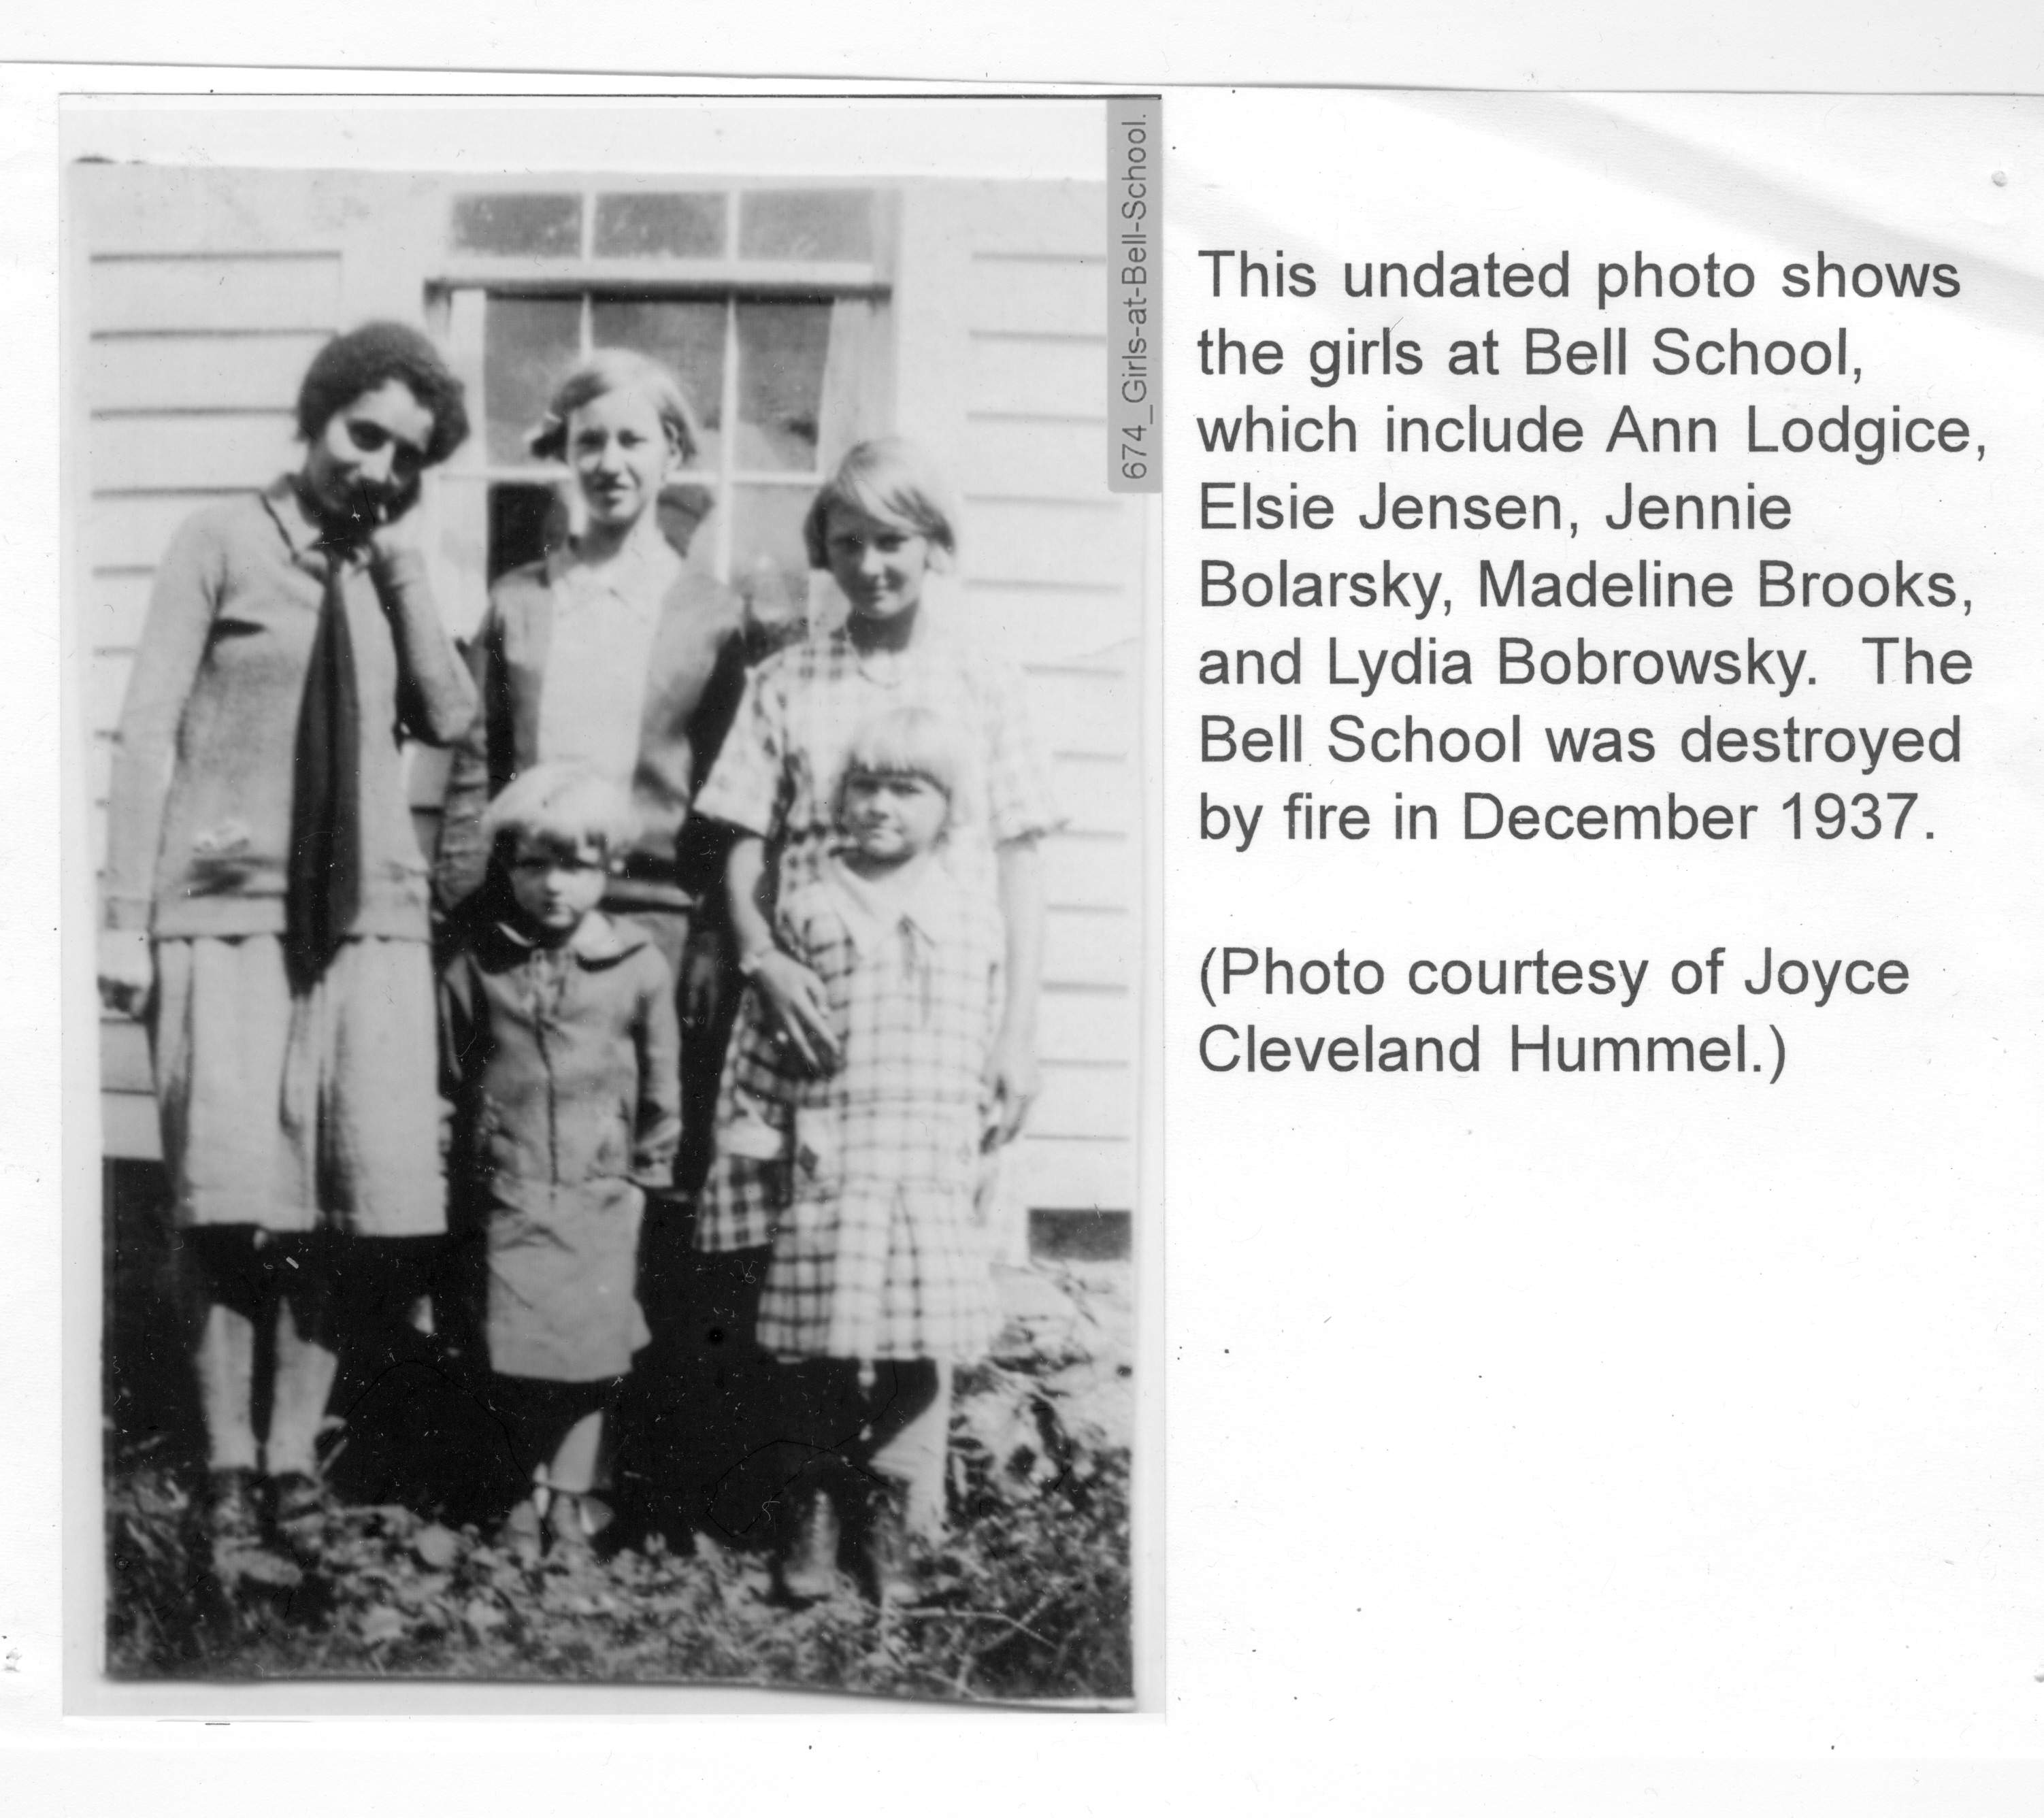 674_Girls-at-Bell-School.
This undated photo shows
the girls at Bell School,
which include Ann Lodgice,
Elsie Jensen, Jennie
Bolarsky, Madeline Brooks,
and Lydia Bobrowsky.  The
Bell School was destroyed
by fire in December 1937.
(Photo courtesy of Joyce
Cleveland Hummel.)